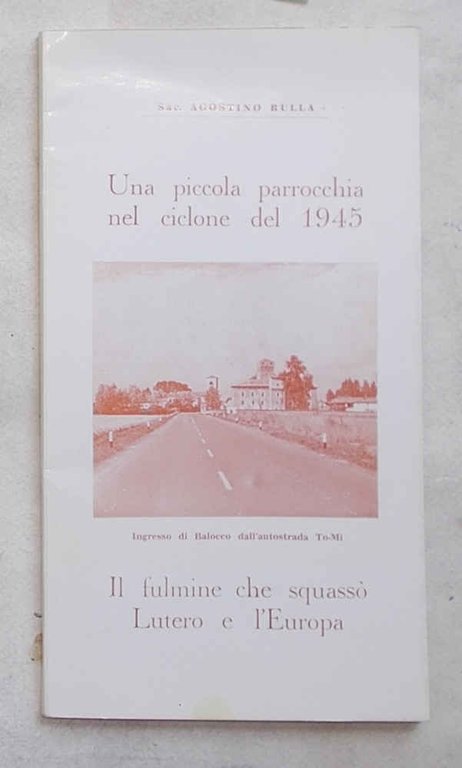 Sac. AGOSTINO RULLA
Una piccola parrocchia
nel ciclone del 1945
Ingresso di Balocco dall'autostrada To-Mi
Il fulmine che squassò
Lutero e l'Europa